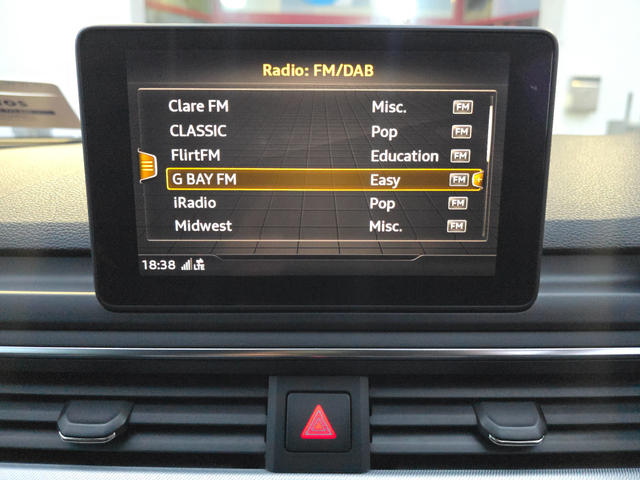 Radio: FM/DAB
Clare FM Misc. FM
CLASSIC Pop FM
FlirtFM Education FM
G BAY FM Easy FM
iRadio Pop FM
Midwest Misc. FM
18:38 LTE